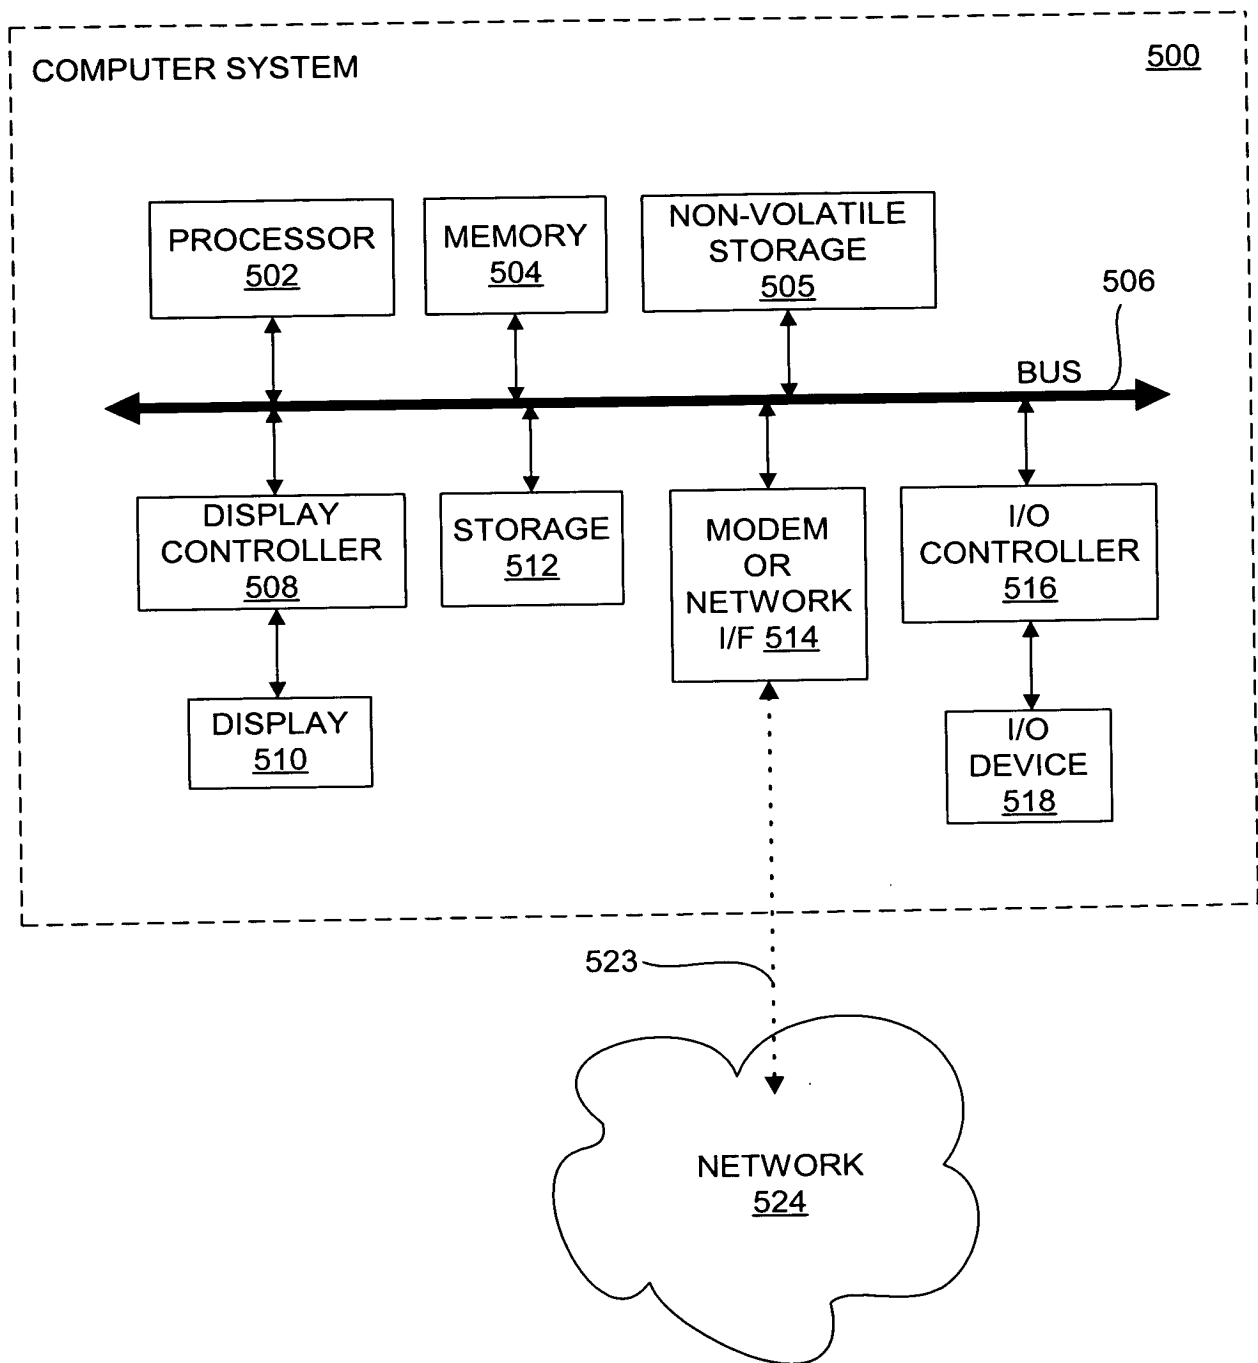 COMPUTER SYSTEM
500
PROCESSOR
502
MEMORY
504
NON-VOLATILE
STORAGE
505
506
BUS
DISPLAY
CONTROLLER
508
STORAGE
512
MODEM
OR
NETWORK
I/F 514
I/O
CONTROLLER
516
DISPLAY
510
I/O
DEVICE
518
523
NETWORK
524